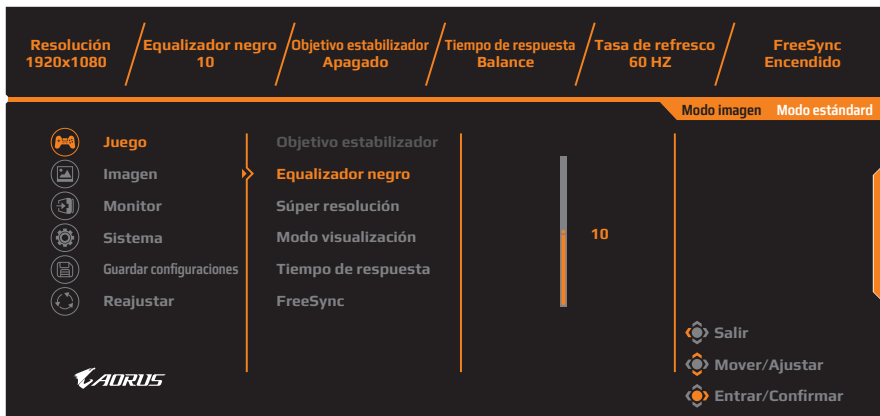 Resolución
1920x1080
Equalizador negro
10
Objetivo estabilizador
Apagado
Tiempo de respuesta
Balance
Tasa de refresco
60 HZ
FreeSync
Encendido
Modo imagen Modo estándard
Juego
Imagen
Monitor
Sistema
Guardar configuraciones
Reajustar
Objetivo estabilizador
Equalizador negro
Súper resolución
Modo visualización
Tiempo de respuesta
FreeSync
10
Salir
Mover/Ajustar
Entrar/Confirmar
AORUS